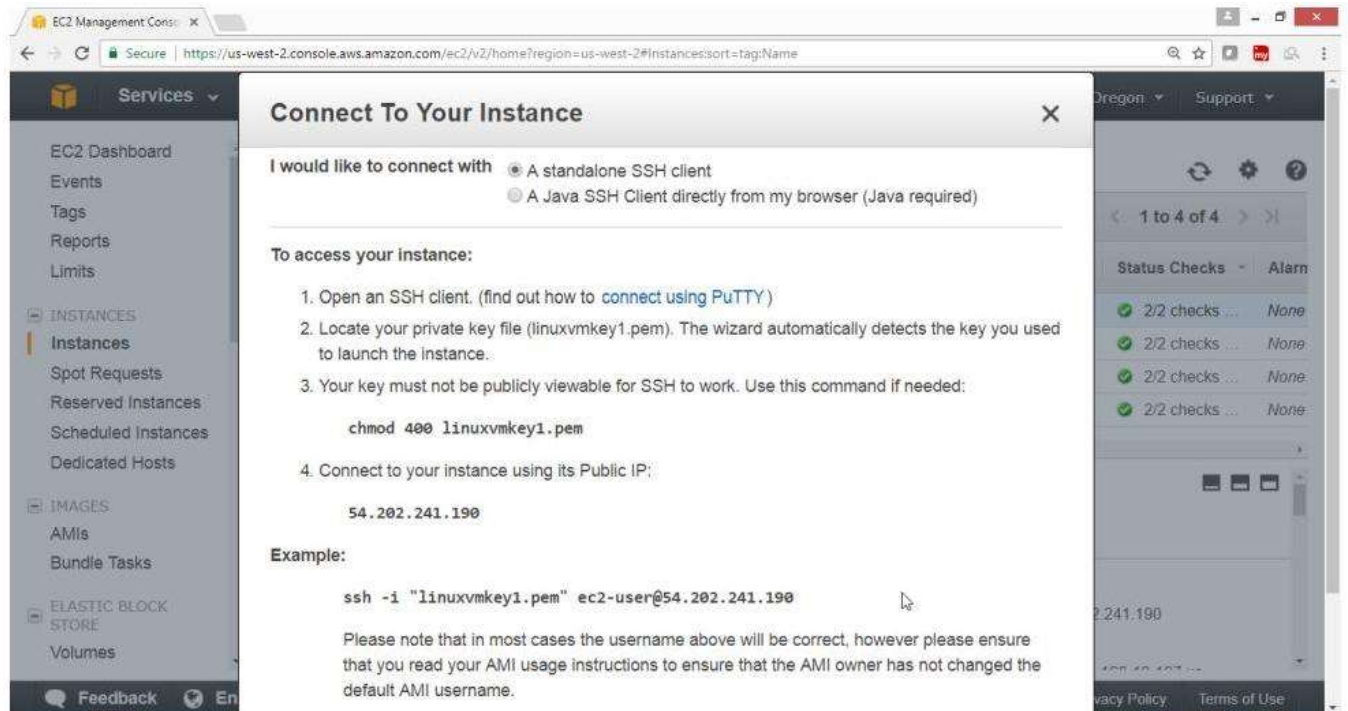 EC2 Management Cons
Secure https://us-west-2.console.aws.amazon.com/ec2/v2/home?region=us-west-2#Instances:sort=tag:Name
Services
Oregon Support
EC2 Dashboard
Events
Tags
Reports
Limits
INSTANCES
Instances
Spot Requests
Reserved Instances
Scheduled Instances
Dedicated Hosts
IMAGES
AMIs
Bundle Tasks
ELASTIC BLOCK
STORE
Volumes
Connect To Your Instance
I would like to connect with A standalone SSH client
A Java SSH Client directly from my browser (Java required)
To access your instance:
1. Open an SSH client. (find out how to connect using PuTTY)
2. Locate your private key file (linuxvmkey1.pem). The wizard automatically detects the key you used
to launch the instance.
3. Your key must not be publicly viewable for SSH to work. Use this command if needed:
chmod 400 linuxvmkey1.pem
4. Connect to your instance using its Public IP:
54.202.241.190
Example:
ssh -i "linuxvmkey1.pem" ec2-user@54.202.241.190
Please note that in most cases the username above will be correct, however please ensure
that you read your AMI usage instructions to ensure that the AMI owner has not changed the
default AMI username.
1 to 4 of 4
Status Checks Alarm
2/2 checks ... None
2/2 checks ... None
2/2 checks ... None
2/2 checks ... None
2.241.190
Feedback En
vacy Policy Terms of Use